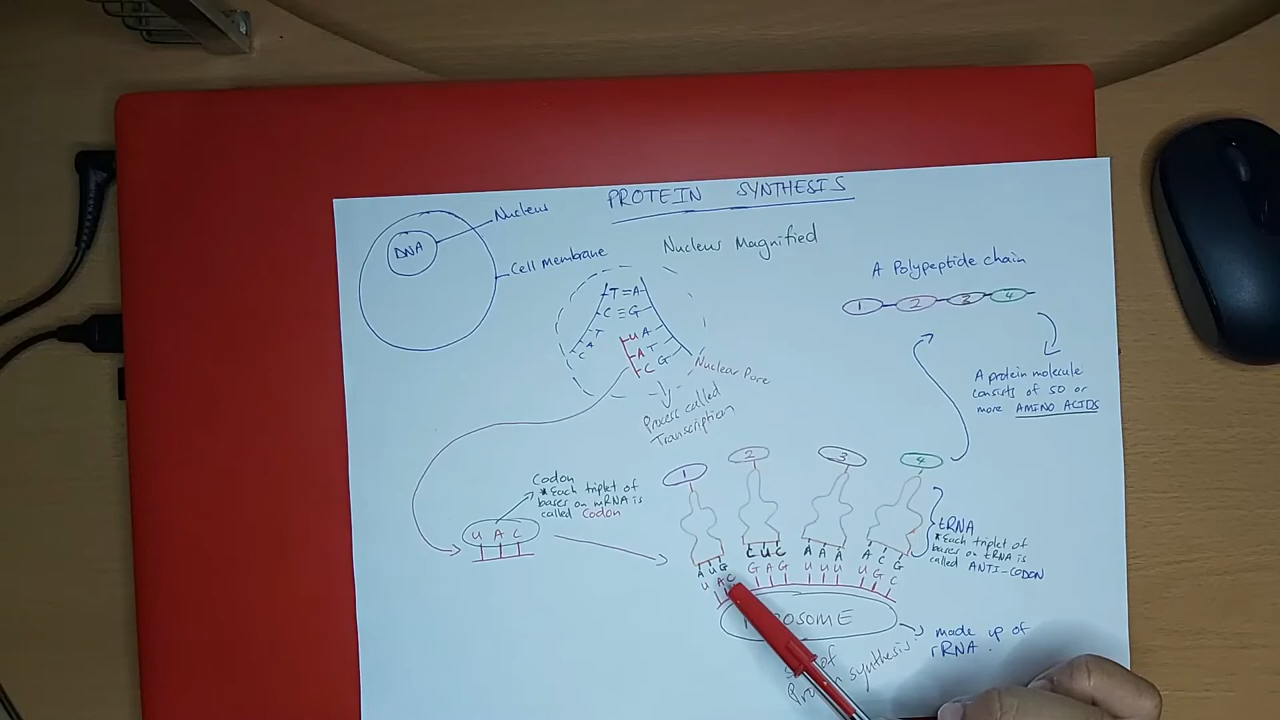 PROTEIN SYNTHESIS
Nucleus
DNA
Cell Membrane
Nucleus Magnified
T=A
C≡G
T
A
C
U A
A T
C G
Nuclear Pore
Process called
Transcription
A Polypeptide chain
1 2 3 4
A protein molecule
consists of 50 or
more AMINO ACIDS
Codon
*Each triplet of
bases on mRNA is
called Codon
U A C
1 2 3 4
tRNA
*Each triplet of
bases on tRNA is
called ANTI-CODON
A U G C U C A A A A C G
U A C G A G U U U U G C
OSOME
made up of
rRNA.
of
synthesis